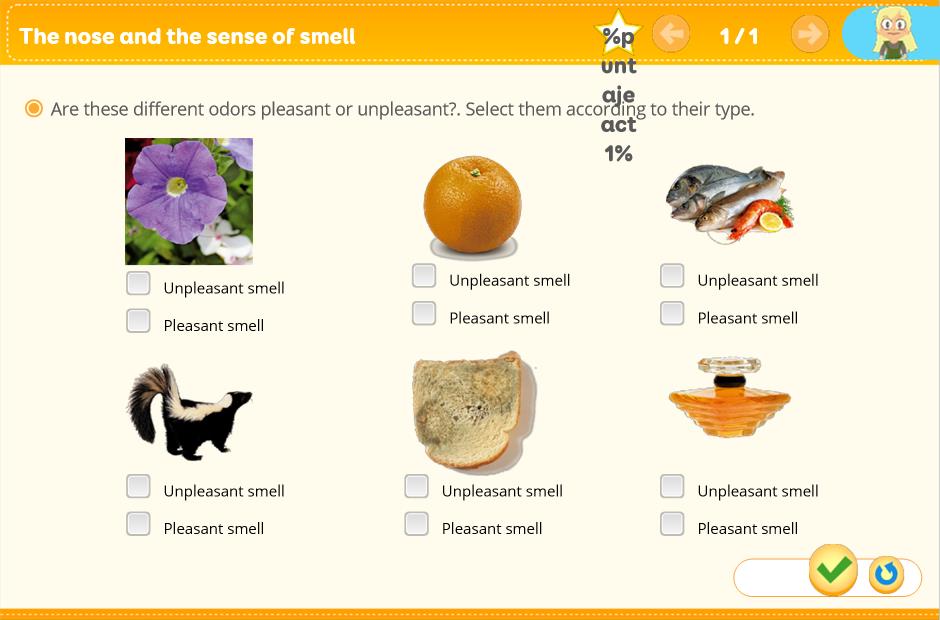 The nose and the sense of smell
%p
unt
aje
act
1%
1 / 1
Are these different odors pleasant or unpleasant?. Select them according to their type.
Unpleasant smell
Pleasant smell
Unpleasant smell
Pleasant smell
Unpleasant smell
Pleasant smell
Unpleasant smell
Pleasant smell
Unpleasant smell
Pleasant smell
Unpleasant smell
Pleasant smell